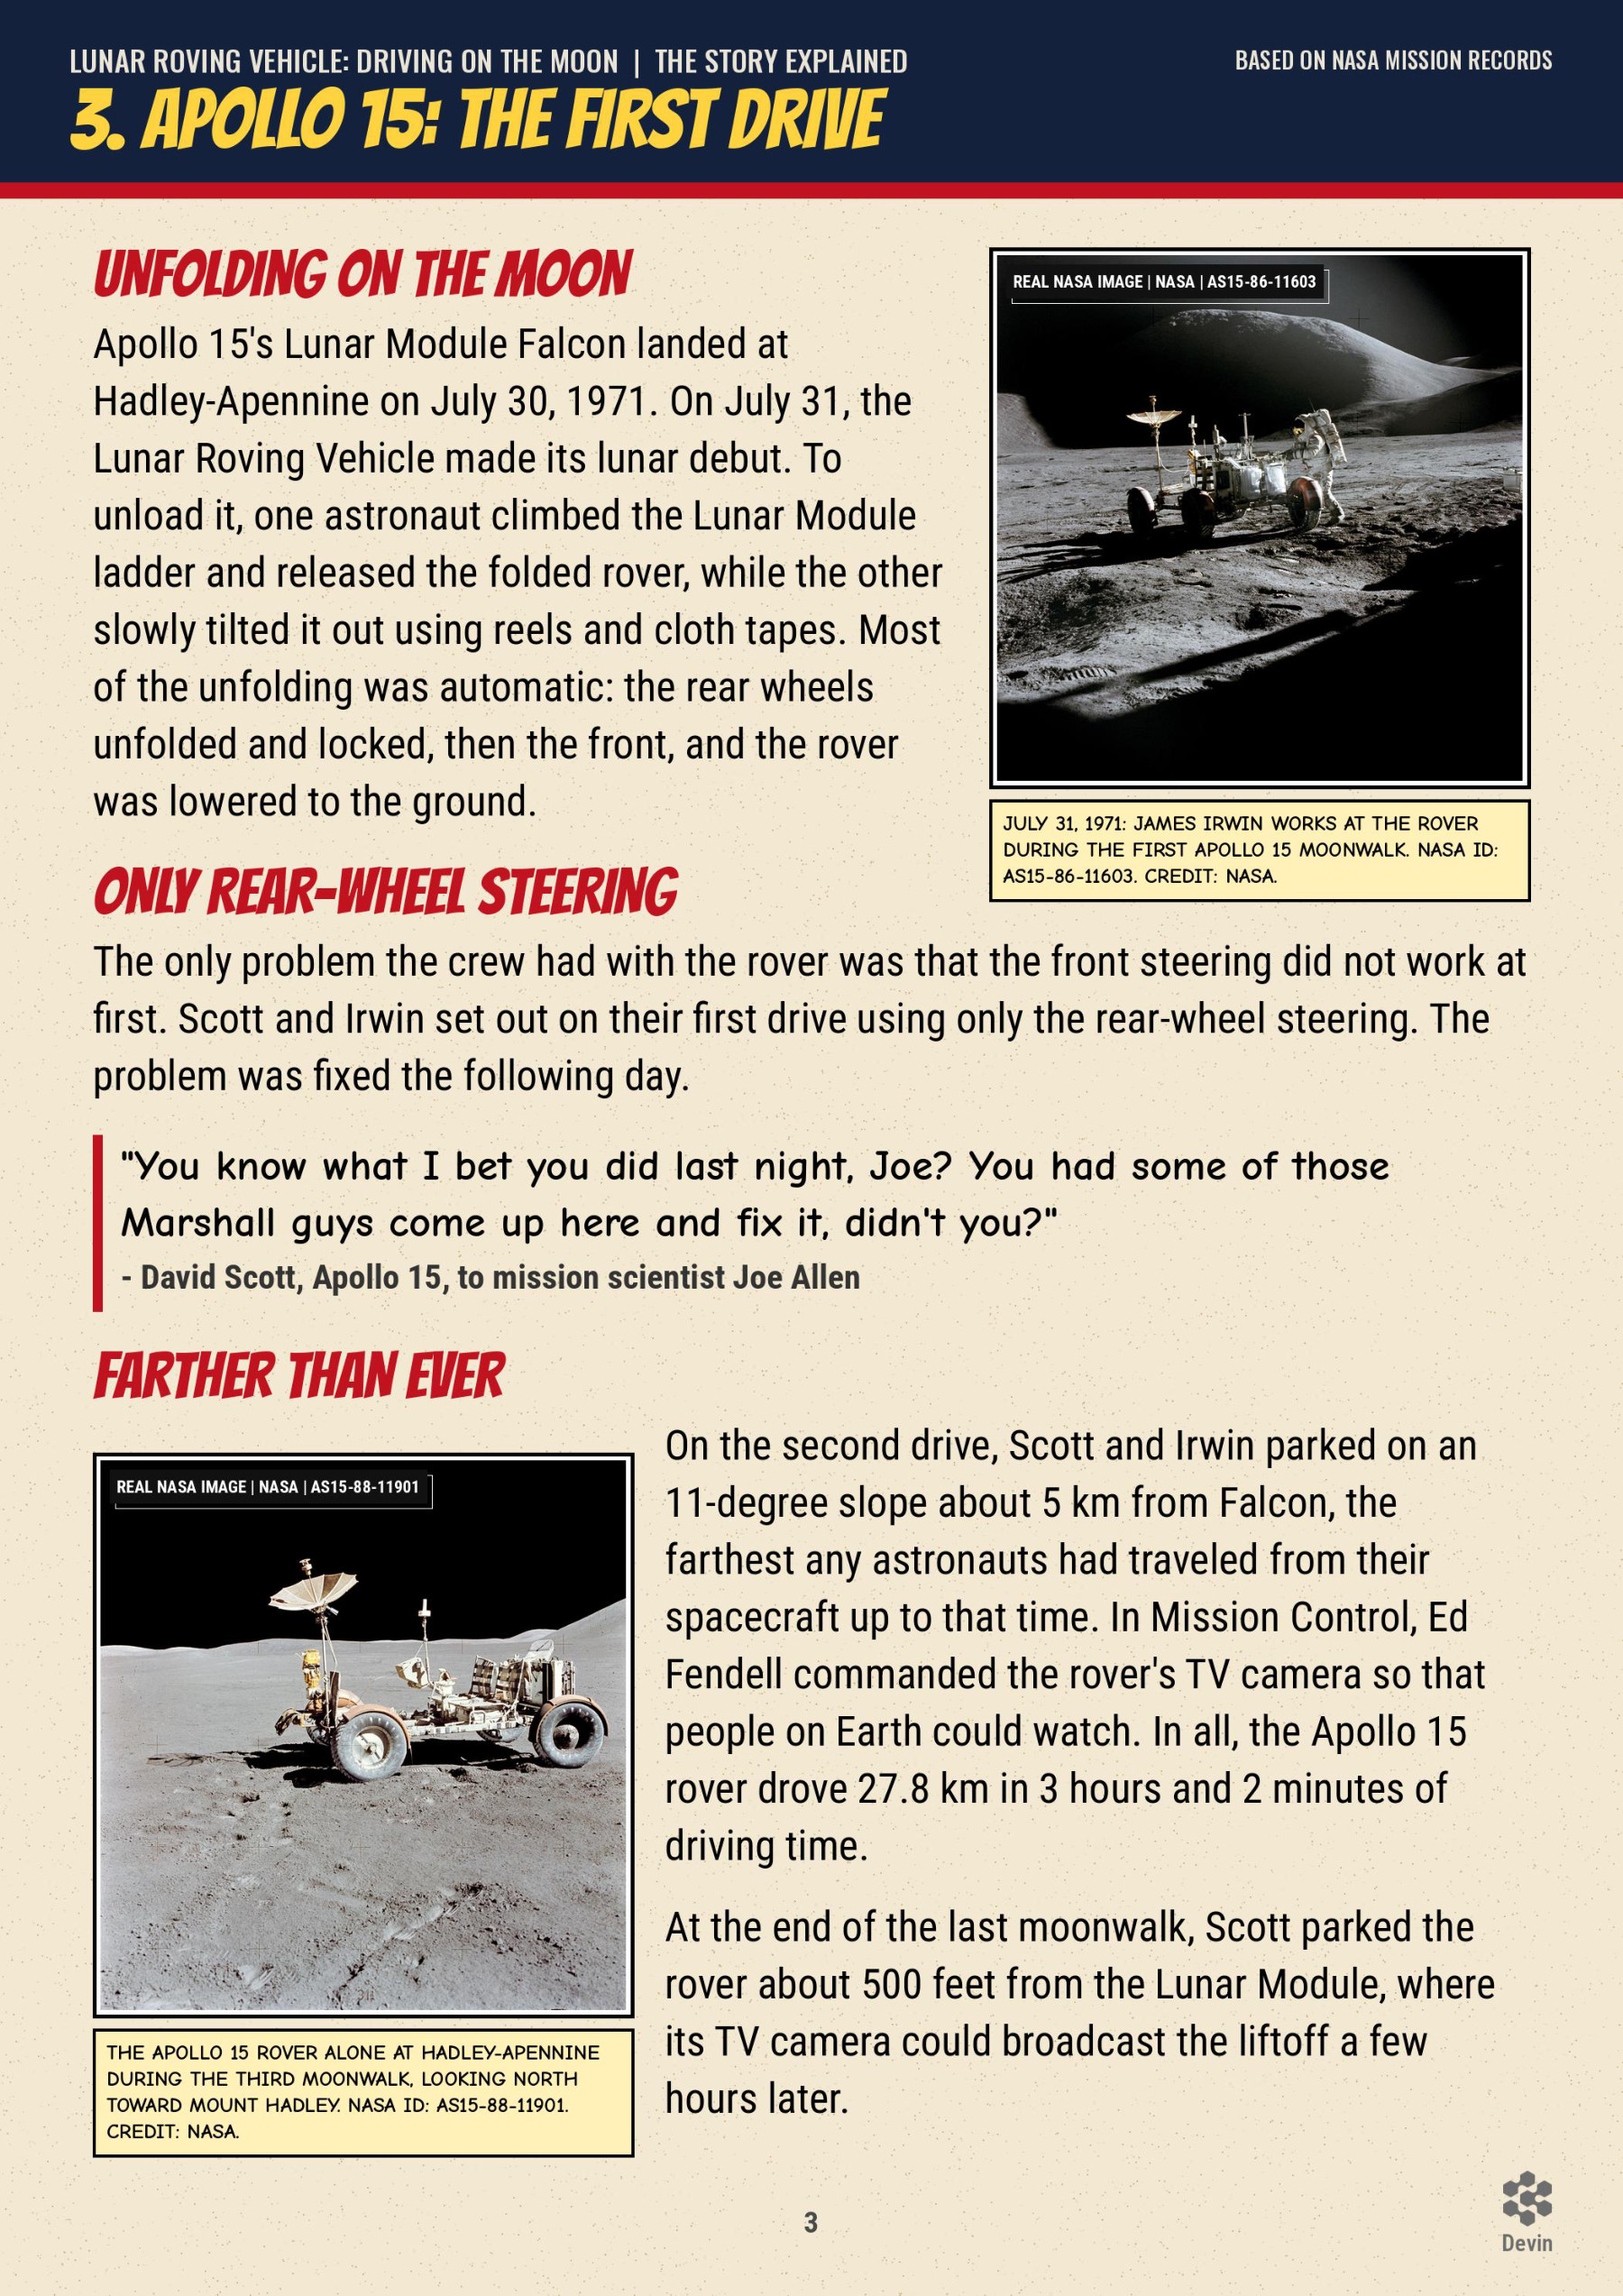 LUNAR ROVING VEHICLE: DRIVING ON THE MOON | THE STORY EXPLAINED
BASED ON NASA MISSION RECORDS
3. APOLLO 15: THE FIRST DRIVE
UNFOLDING ON THE MOON
Apollo 15's Lunar Module Falcon landed at
Hadley-Apennine on July 30, 1971. On July 31, the
Lunar Roving Vehicle made its lunar debut. To
unload it, one astronaut climbed the Lunar Module
ladder and released the folded rover, while the other
slowly tilted it out using reels and cloth tapes. Most
of the unfolding was automatic: the rear wheels
unfolded and locked, then the front, and the rover
was lowered to the ground.
REAL NASA IMAGE | NASA | AS15-86-11603
JULY 31, 1971: JAMES IRWIN WORKS AT THE ROVER
DURING THE FIRST APOLLO 15 MOONWALK. NASA ID:
AS15-86-11603. CREDIT: NASA.
ONLY REAR-WHEEL STEERING
The only problem the crew had with the rover was that the front steering did not work at
first. Scott and Irwin set out on their first drive using only the rear-wheel steering. The
problem was fixed the following day.
"You know what I bet you did last night, Joe? You had some of those
Marshall guys come up here and fix it, didn't you?"
- David Scott, Apollo 15, to mission scientist Joe Allen
FARTHER THAN EVER
REAL NASA IMAGE | NASA | AS15-88-11901
THE APOLLO 15 ROVER ALONE AT HADLEY-APENNINE
DURING THE THIRD MOONWALK, LOOKING NORTH
TOWARD MOUNT HADLEY. NASA ID: AS15-88-11901.
CREDIT: NASA.
On the second drive, Scott and Irwin parked on an
11-degree slope about 5 km from Falcon, the
farthest any astronauts had traveled from their
spacecraft up to that time. In Mission Control, Ed
Fendell commanded the rover's TV camera so that
people on Earth could watch. In all, the Apollo 15
rover drove 27.8 km in 3 hours and 2 minutes of
driving time.
At the end of the last moonwalk, Scott parked the
rover about 500 feet from the Lunar Module, where
its TV camera could broadcast the liftoff a few
hours later.
3
Devin